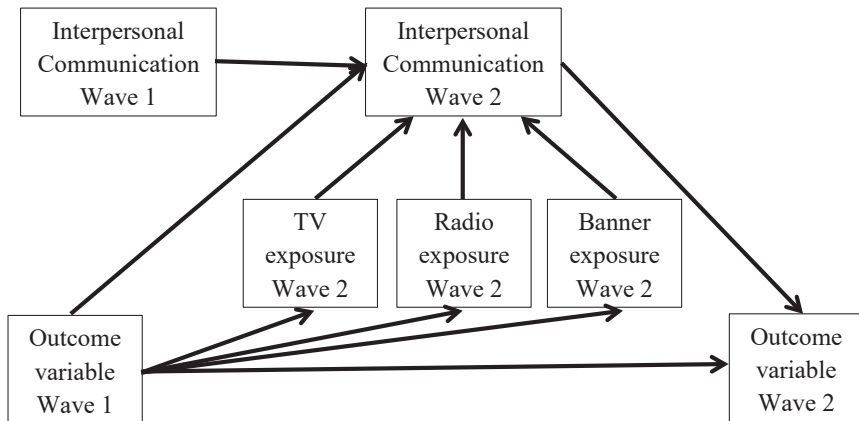 Interpersonal
Communication
Wave 1
Interpersonal
Communication
Wave 2
TV
exposure
Wave 2
Radio
exposure
Wave 2
Banner
exposure
Wave 2
Outcome
variable
Wave 1
Outcome
variable
Wave 2